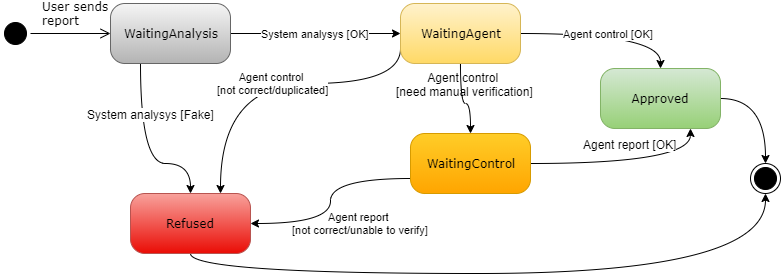 User sends
report
WaitingAnalysis
System analysys [OK]
WaitingAgent
Agent control [OK]
Agent control
[not correct/duplicated]
Agent control
[need manual verification]
Approved
System analysys [Fake]
WaitingControl
Agent report [OK]
Refused
Agent report
[not correct/unable to verify]